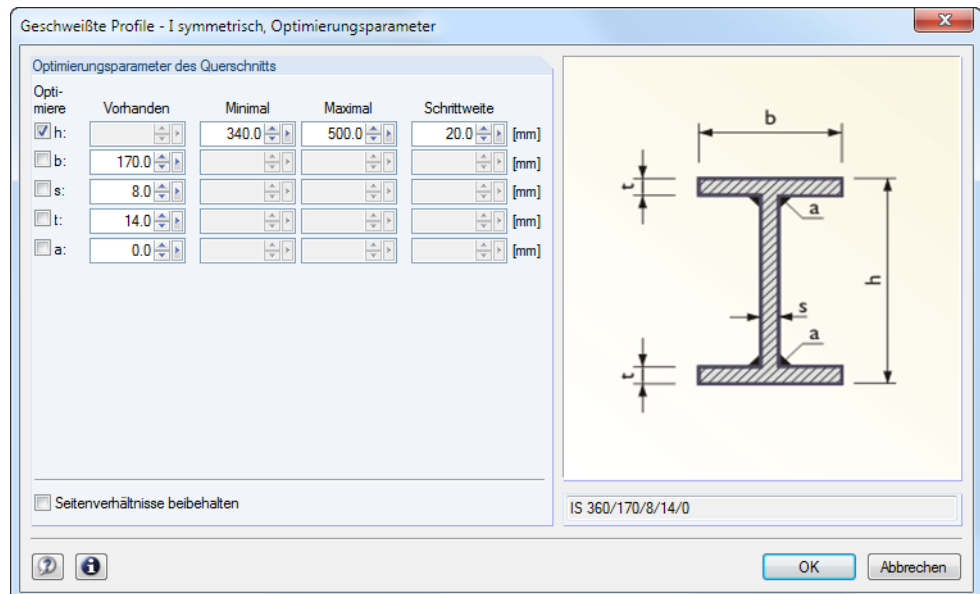 Geschweißte Profile - I symmetrisch, Optimierungsparameter
Optimierungsparameter des Querschnitts
Opti-
miere Vorhanden Minimal Maximal Schrittweite
h: 340.0 500.0 20.0 [mm]
b: 170.0 [mm]
s: 8.0 [mm]
t: 14.0 [mm]
a: 0.0 [mm]
Seitenverhältnisse beibehalten
b
t
a
h
s
a
t
IS 360/170/8/14/0
OK Abbrechen